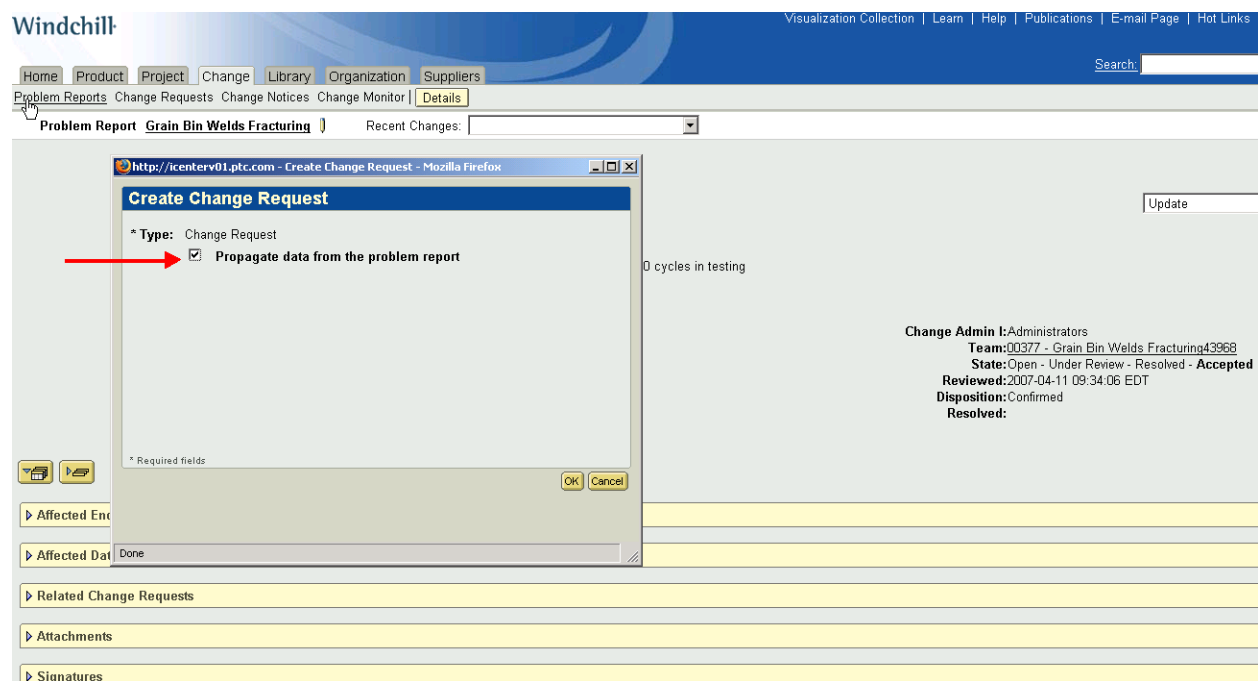 Windchill
Visualization Collection | Learn | Help | Publications | E-mail Page | Hot Links
Search:
Home Product Project Change Library Organization Suppliers
Problem Reports Change Requests Change Notices Change Monitor | Details
Problem Report Grain Bin Welds Fracturing Recent Changes:
http://icenterv01.ptc.com - Create Change Request - Mozilla Firefox
Create Change Request
* Type: Change Request
Propagate data from the problem report
* Required fields
OK Cancel
Done
Update
0 cycles in testing
Change Admin I: Administrators
Team: 00377 - Grain Bin Welds Fracturing43968
State: Open - Under Review - Resolved - Accepted
Reviewed: 2007-04-11 09:34:06 EDT
Disposition: Confirmed
Resolved:
Affected En
Affected Dat
Related Change Requests
Attachments
Signatures